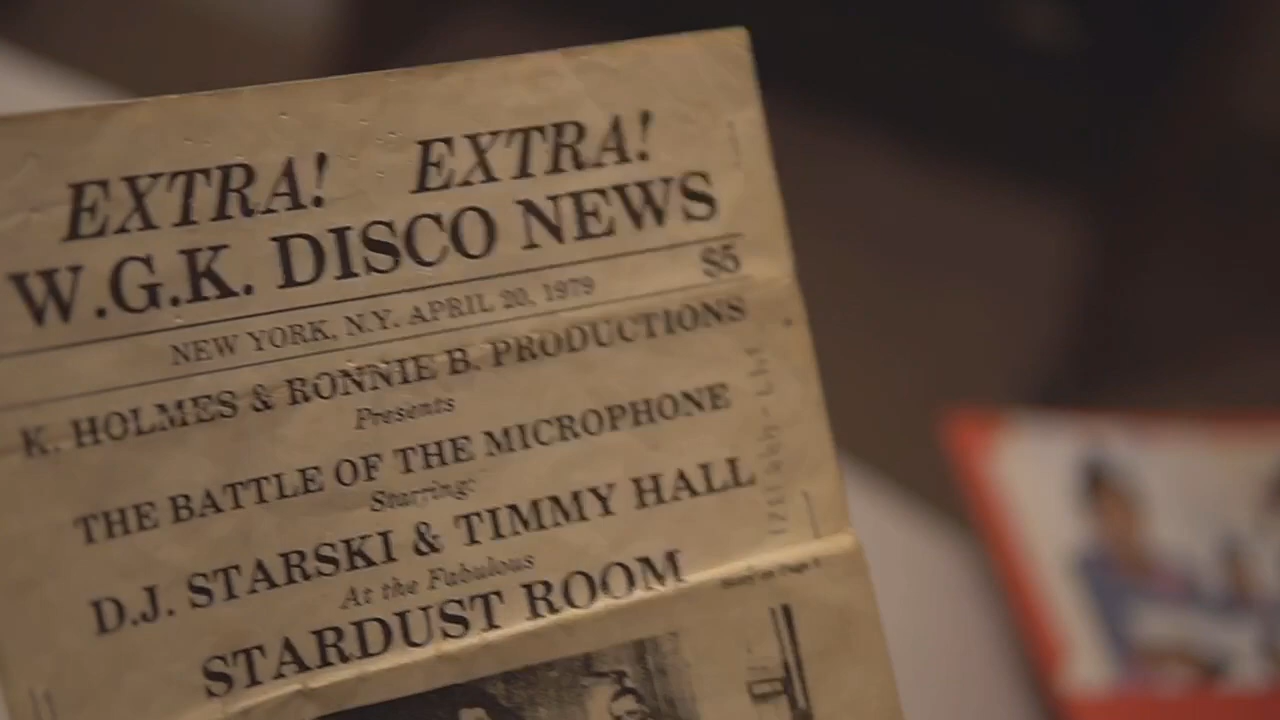 EXTRA! EXTRA!
W.G.K. DISCO NEWS
NEW YORK, N.Y. APRIL 20, 1979 $5
K. HOLMES & RONNIE B. PRODUCTIONS
Presents
THE BATTLE OF THE MICROPHONE
Starring:
D.J. STARSKI & TIMMY HALL
At the Fabulous
STARDUST ROOM